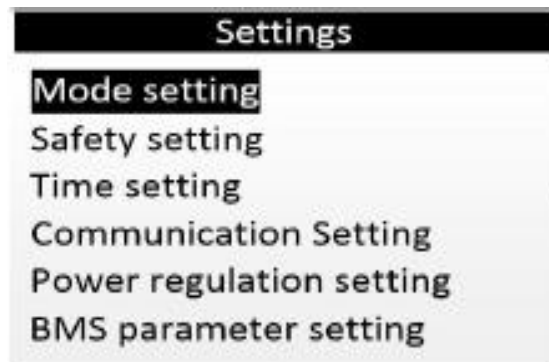 Settings
Mode setting
Safety setting
Time setting
Communication Setting
Power regulation setting
BMS parameter setting